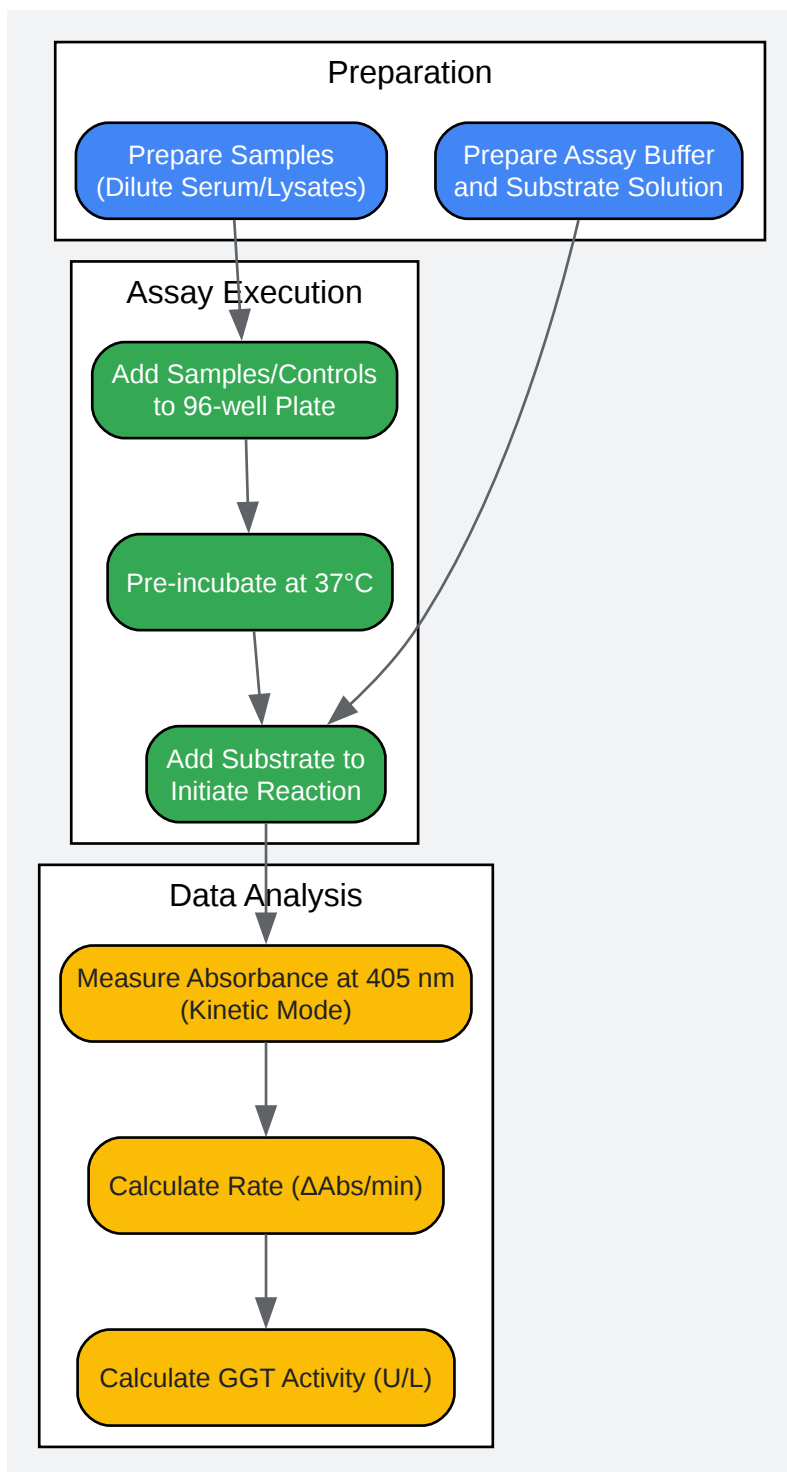 Preparation
Prepare Samples
(Dilute Serum/Lysates)
Prepare Assay Buffer
and Substrate Solution
Assay Execution
Add Samples/Controls
to 96-well Plate
Pre-incubate at 37°C
Add Substrate to
Initiate Reaction
Data Analysis
Measure Absorbance at 405 nm
(Kinetic Mode)
Calculate Rate (ΔAbs/min)
Calculate GGT Activity (U/L)